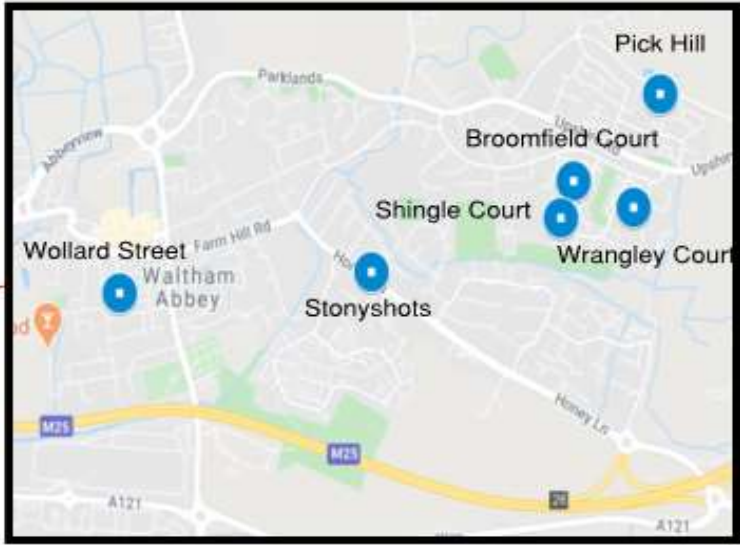 Pick Hill
Parklands
Broomfield Court
Abbeyview
Shingle Court
Wrangley Court
Wollard Street
Farm Hill Rd
Waltham
Abbey
Stonyshots
Honey Ln
M25
M25
26
A121
A121